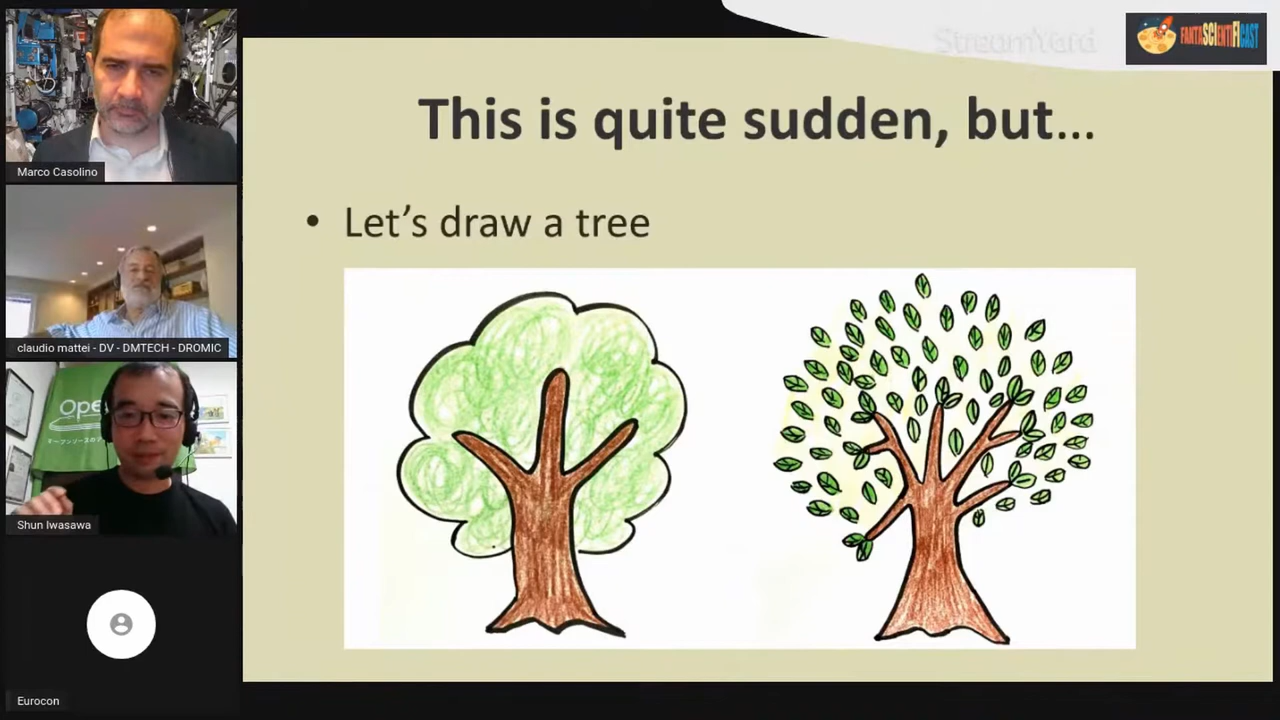 StreamYard
FANTASCIENTIFICAST
This is quite sudden, but...
• Let's draw a tree
Marco Casolino
claudio mattei - DV - DMTECH - DROMIC
Ope
Shun Iwasawa
Eurocon